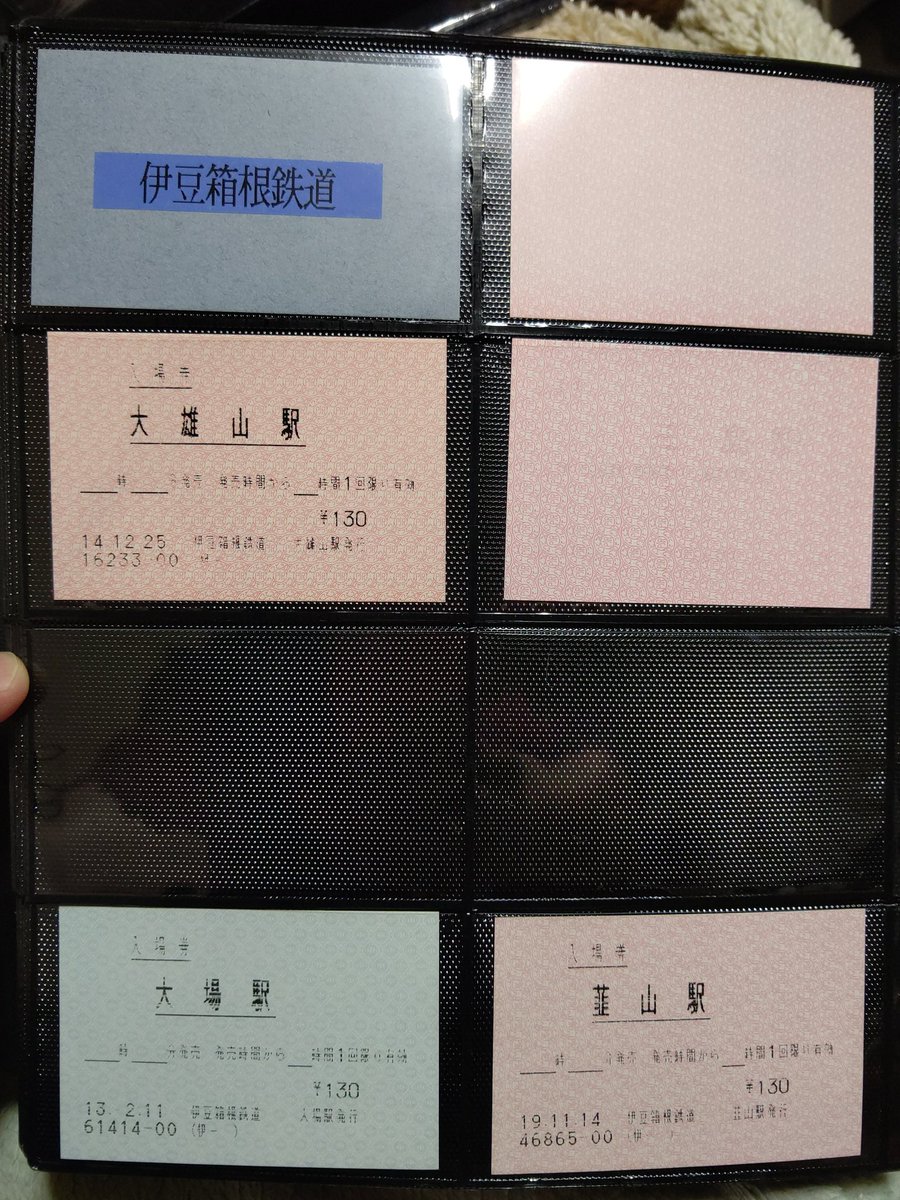 伊豆箱根鉄道
入場券
大雄山駅
時 分発売 発売時間から 時間1回限り有効
¥130
14.12.25 伊豆箱根鉄道 大雄山駅発行
16233-00
入場券
大場駅
時 分発売 発売時間から 時間1回限り有効
¥130
13. 2.11 伊豆箱根鉄道 大場駅発行
61414-00 (伊一 )
入場券
韮山駅
時 分発売 発売時間から 時間1回限り有効
¥130
19.11.14 伊豆箱根鉄道 韮山駅発行
46865-00 (伊一 )